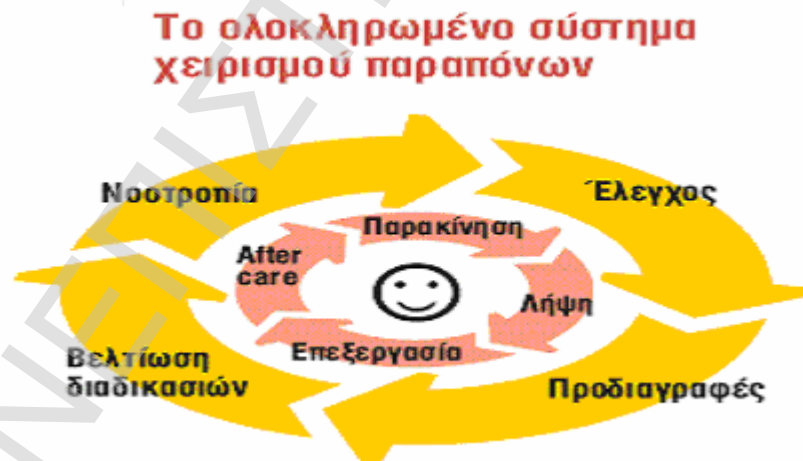 Το ολοκληρωμένο σύστημα
χειρισμού παραπόνων
Νοοτροπία
Έλεγχος
Παρακίνηση
After
care
Λήψη
Επεξεργασία
Βελτίωση
διαδικασιών
Προδιαγραφές